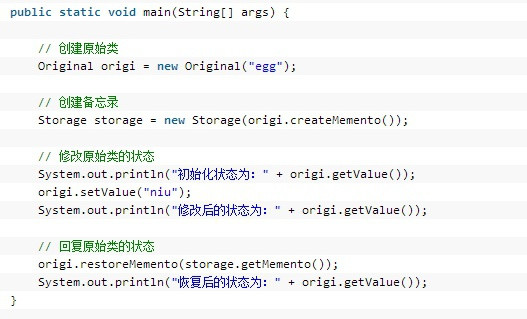 public static void main(String[] args) {
// 创建原始类
Original origi = new Original("egg");
// 创建备忘录
Storage storage = new Storage(origi.createMemento());
// 修改原始类的状态
System.out.println("初始化状态为：" + origi.getValue());
origi.setValue("niu");
System.out.println("修改后的状态为：" + origi.getValue());
// 回复原始类的状态
origi.restoreMemento(storage.getMemento());
System.out.println("恢复后的状态为：" + origi.getValue());
}